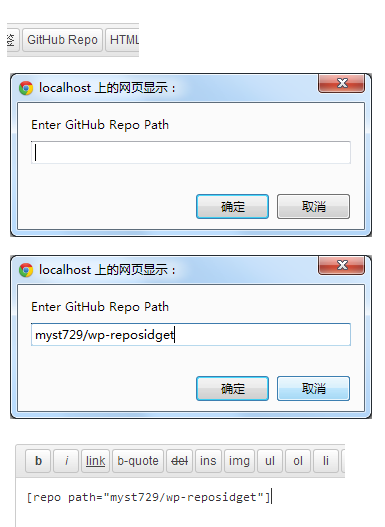 GitHub Repo HTML
localhost 上的网页显示：
Enter GitHub Repo Path
确定 取消
localhost 上的网页显示：
Enter GitHub Repo Path
myst729/wp-reposidget
确定 取消
b i link b-quote del ins img ul ol li
[repo path="myst729/wp-reposidget"]